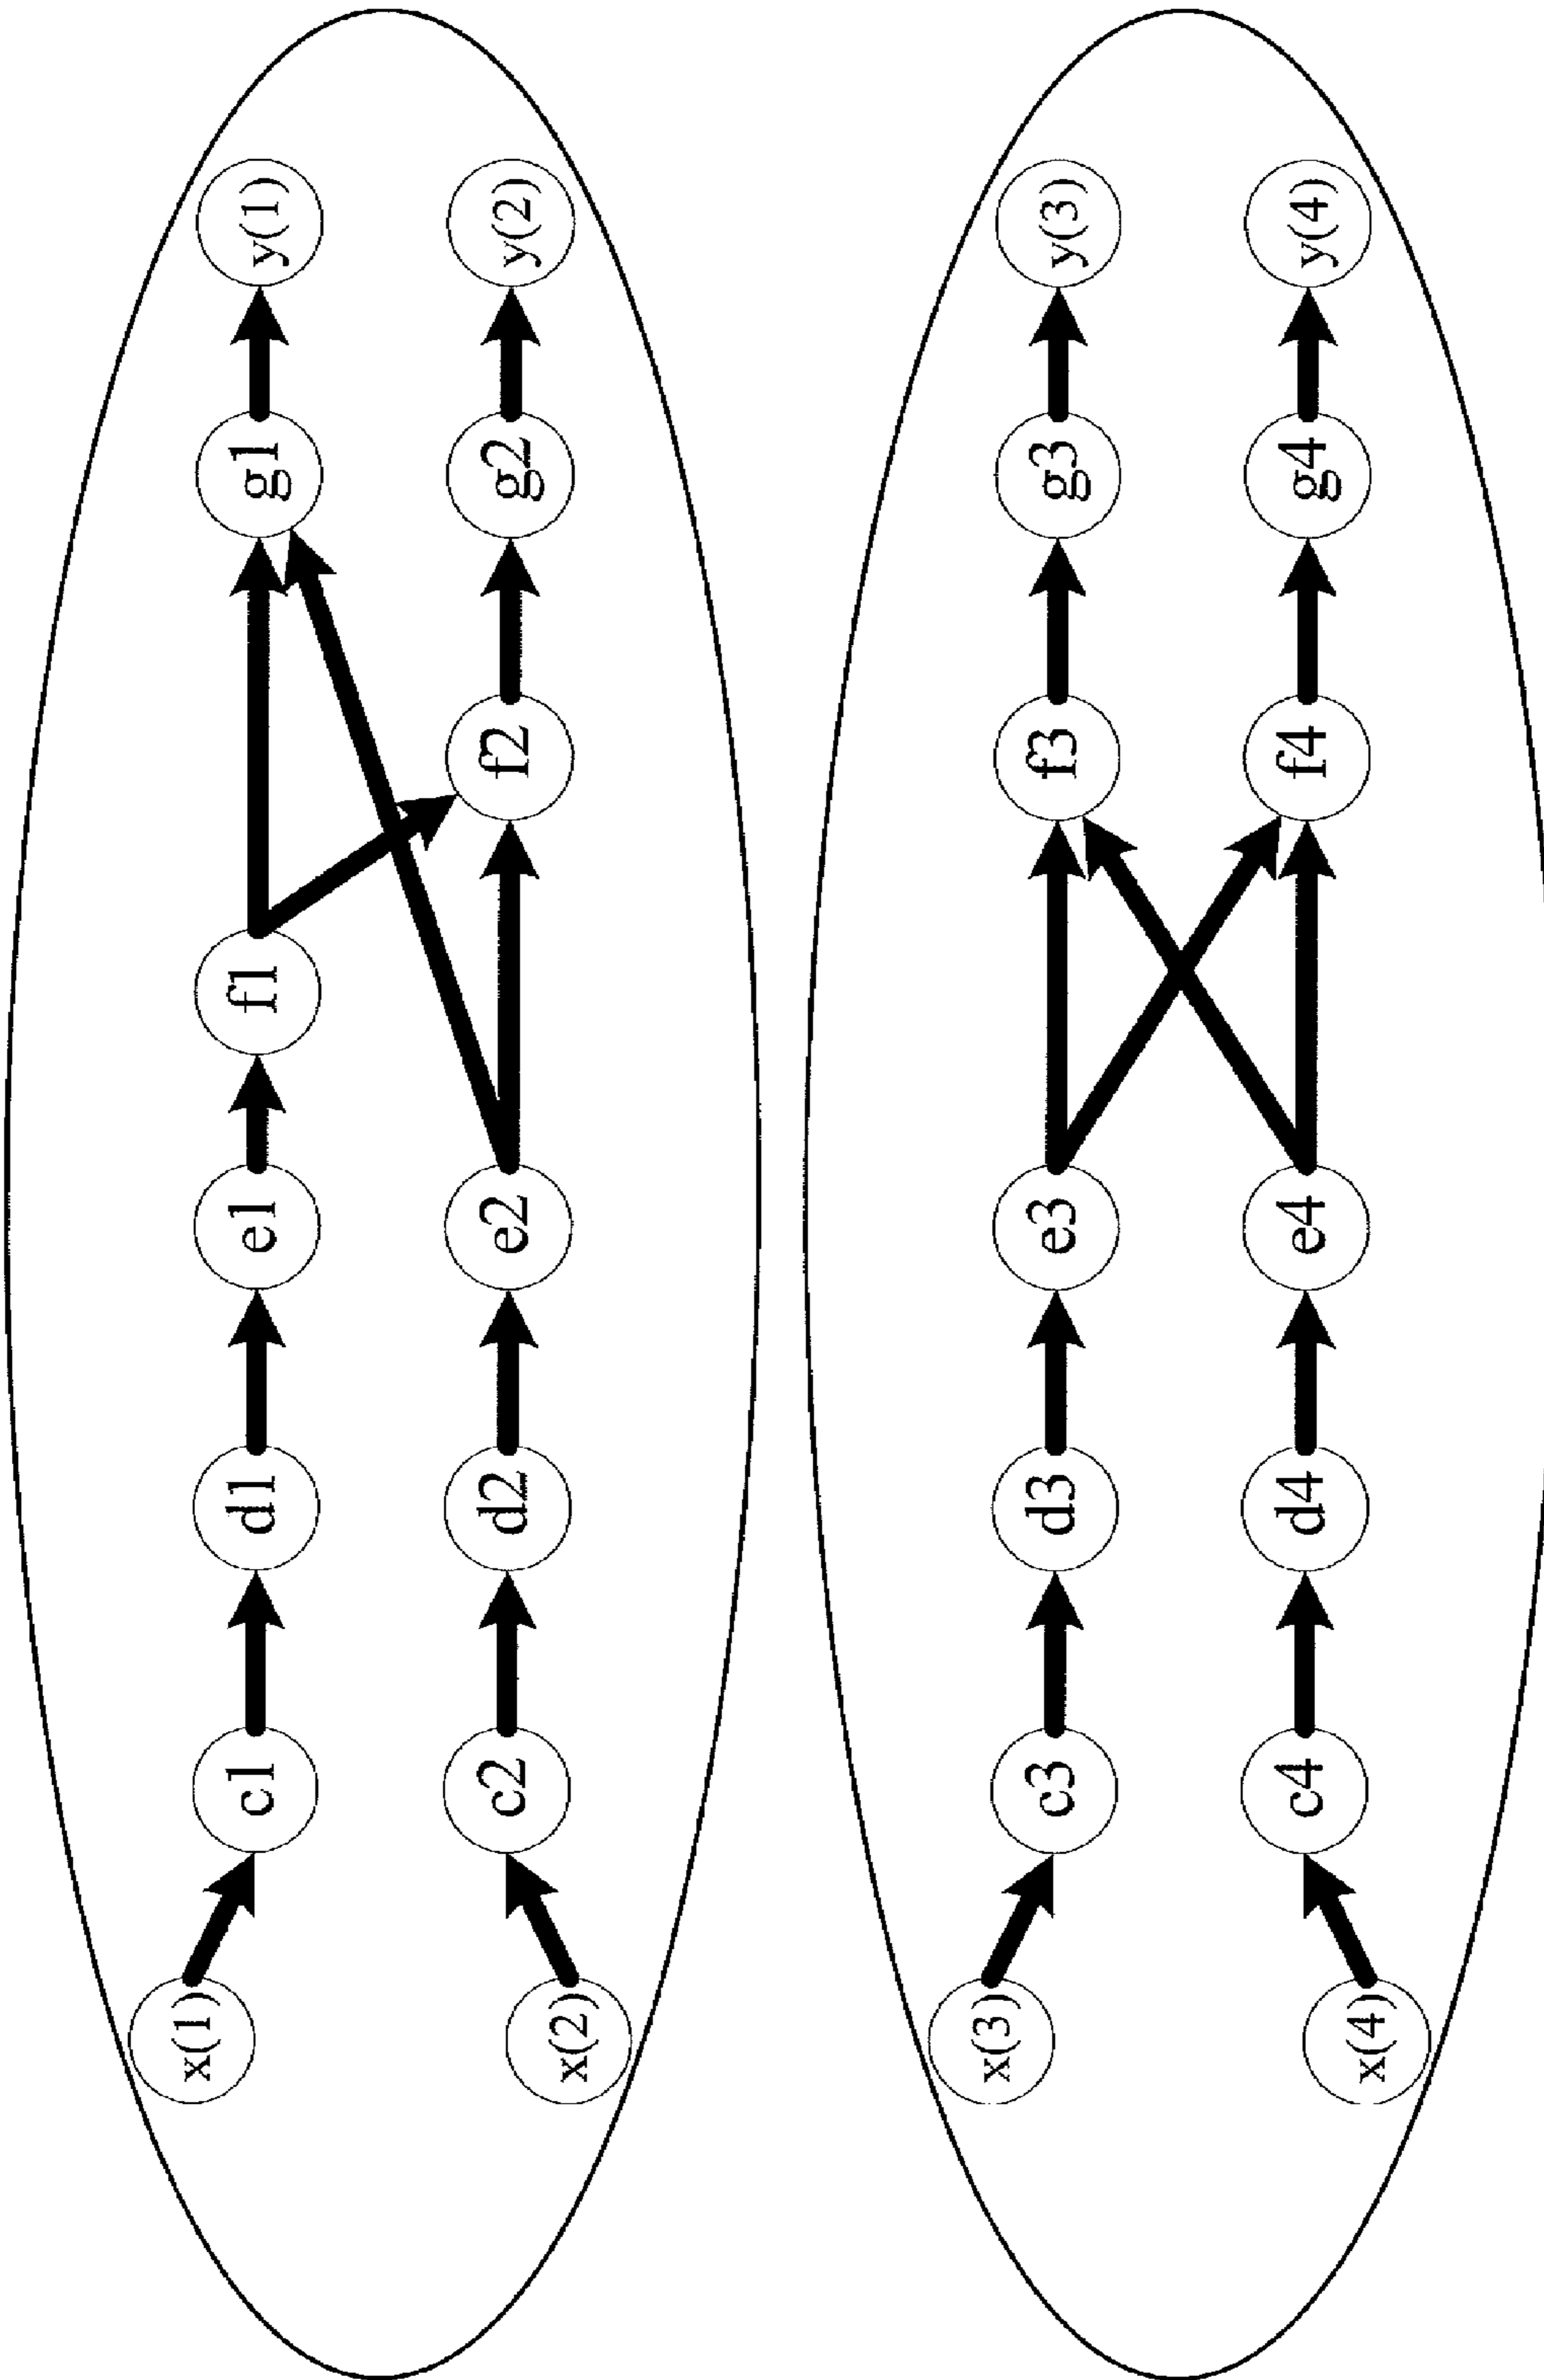 x(1) c1 d1 e1 f1 g1 y(1)
x(2) c2 d2 e2 f2 g2 y(2)
x(3) c3 d3 e3 f3 g3 y(3)
x(4) c4 d4 e4 f4 g4 y(4)